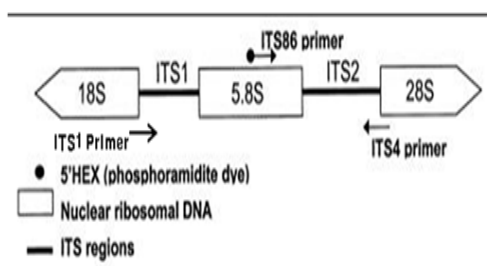 ITS86 primer
ITS1
ITS2
18S
5.8S
28S
ITS1 Primer
ITS4 primer
5'HEX (phosphoramidite dye)
Nuclear ribosomal DNA
ITS regions